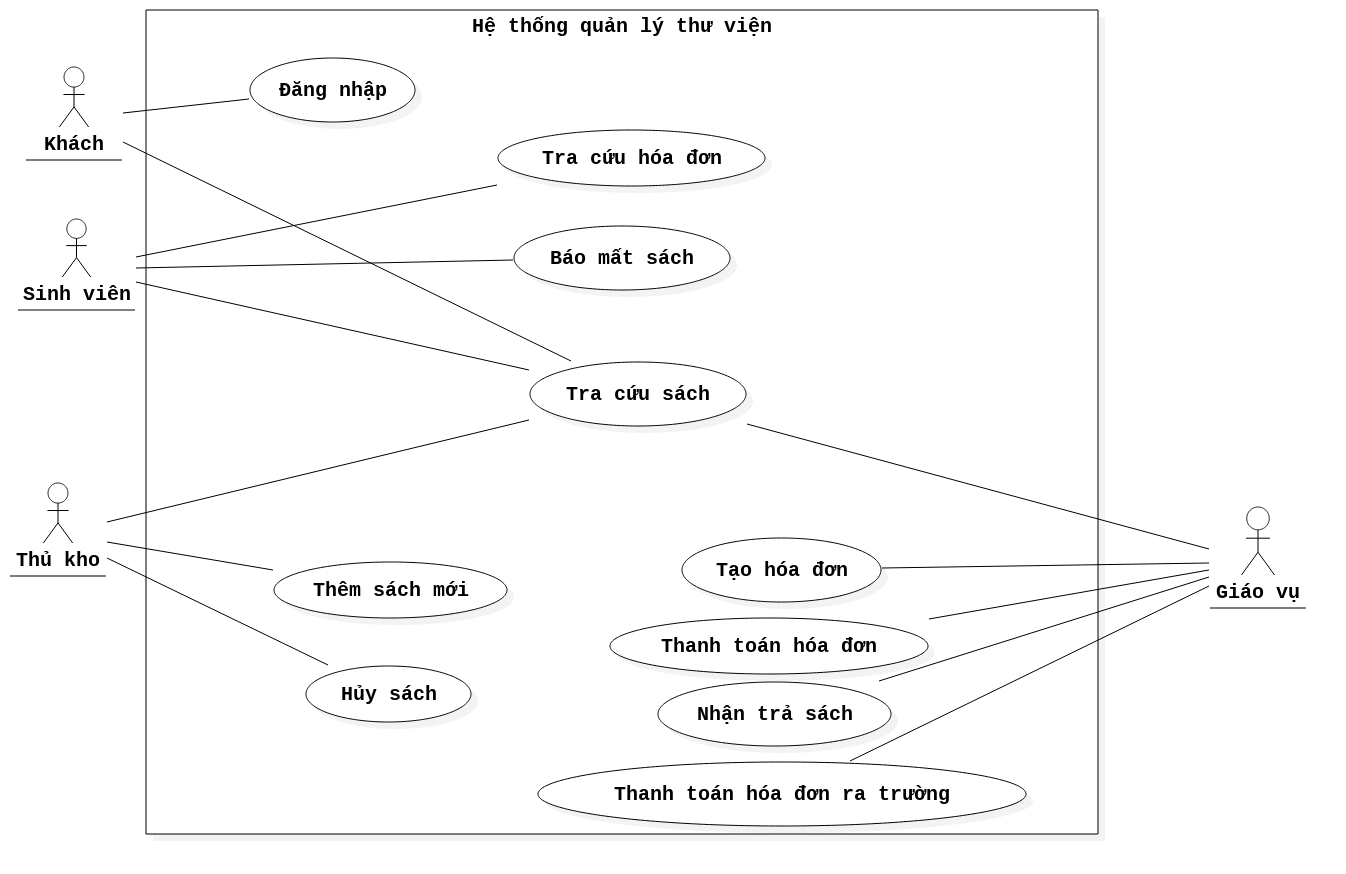 Hệ thống quản lý thư viện
Đăng nhập
Khách
Tra cứu hóa đơn
Báo mất sách
Sinh viên
Tra cứu sách
Thủ kho
Thêm sách mới
Tạo hóa đơn
Giáo vụ
Thanh toán hóa đơn
Hủy sách
Nhận trả sách
Thanh toán hóa đơn ra trường